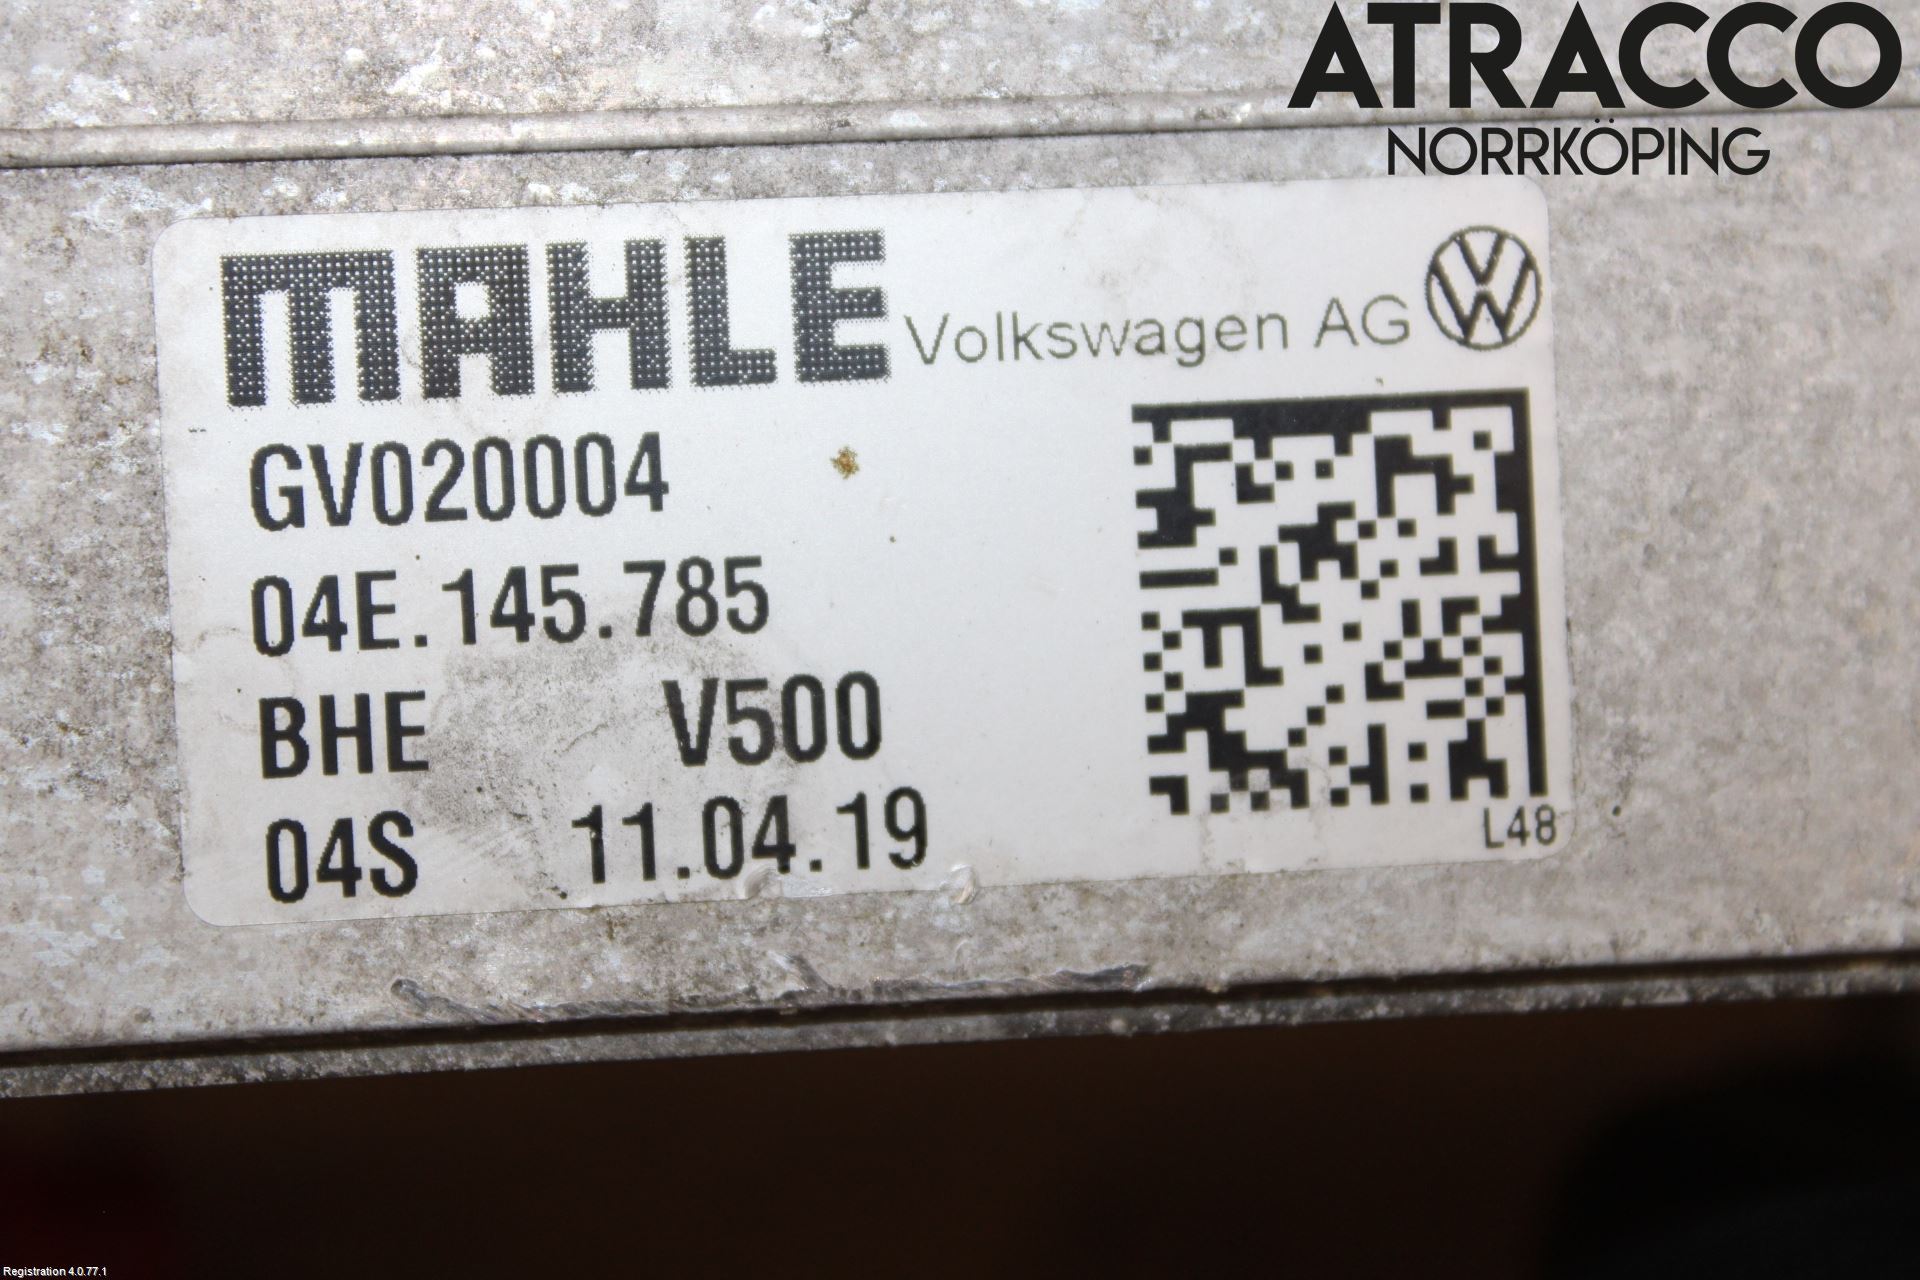 ATRACCO
NORRKÖPING
MAHLE Volkswagen AG
GV020004
04E.145.785
BHE V500
04S 11.04.19
L48
Registration 4.0.77.1